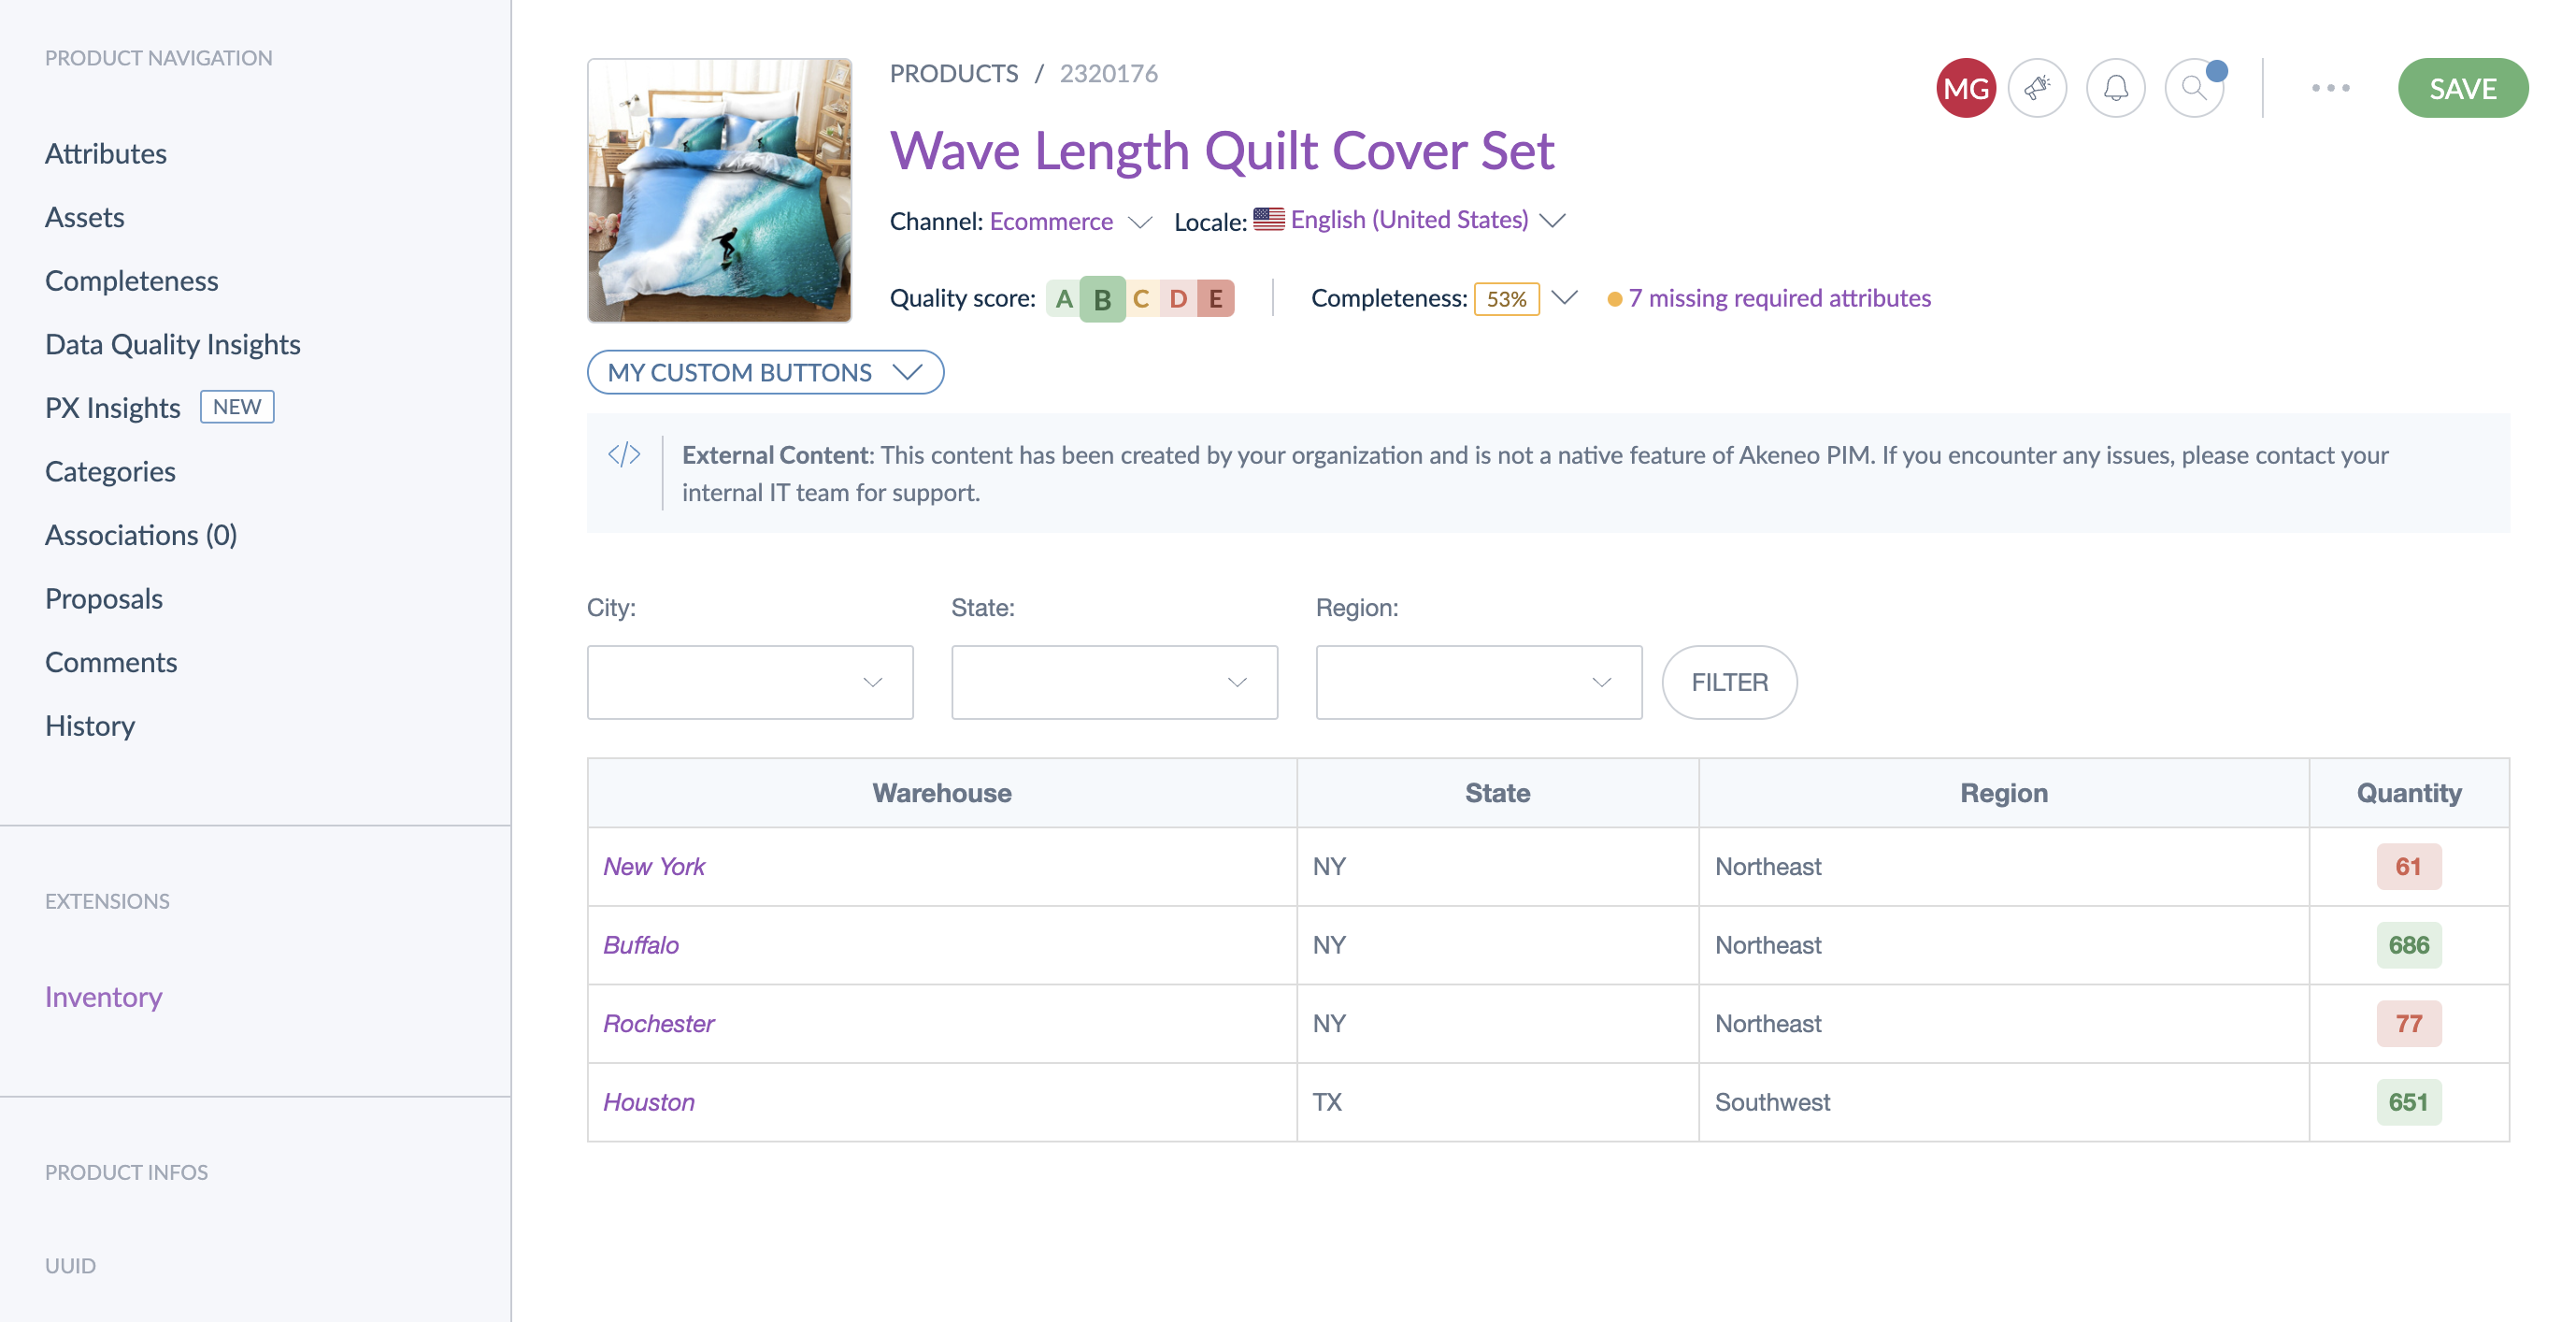 PRODUCT NAVIGATION
Attributes
Assets
Completeness
Data Quality Insights
PX Insights NEW
Categories
Associations (0)
Proposals
Comments
History
EXTENSIONS
Inventory
PRODUCT INFOS
UUID
PRODUCTS / 2320176
MG
SAVE
Wave Length Quilt Cover Set
Channel: Ecommerce Locale: English (United States)
Quality score: A B C D E Completeness: 53% 7 missing required attributes
MY CUSTOM BUTTONS
</> External Content: This content has been created by your organization and is not a native feature of Akeneo PIM. If you encounter any issues, please contact your
internal IT team for support.
City: State: Region:
FILTER
Warehouse State Region Quantity
New York NY Northeast 61
Buffalo NY Northeast 686
Rochester NY Northeast 77
Houston TX Southwest 651